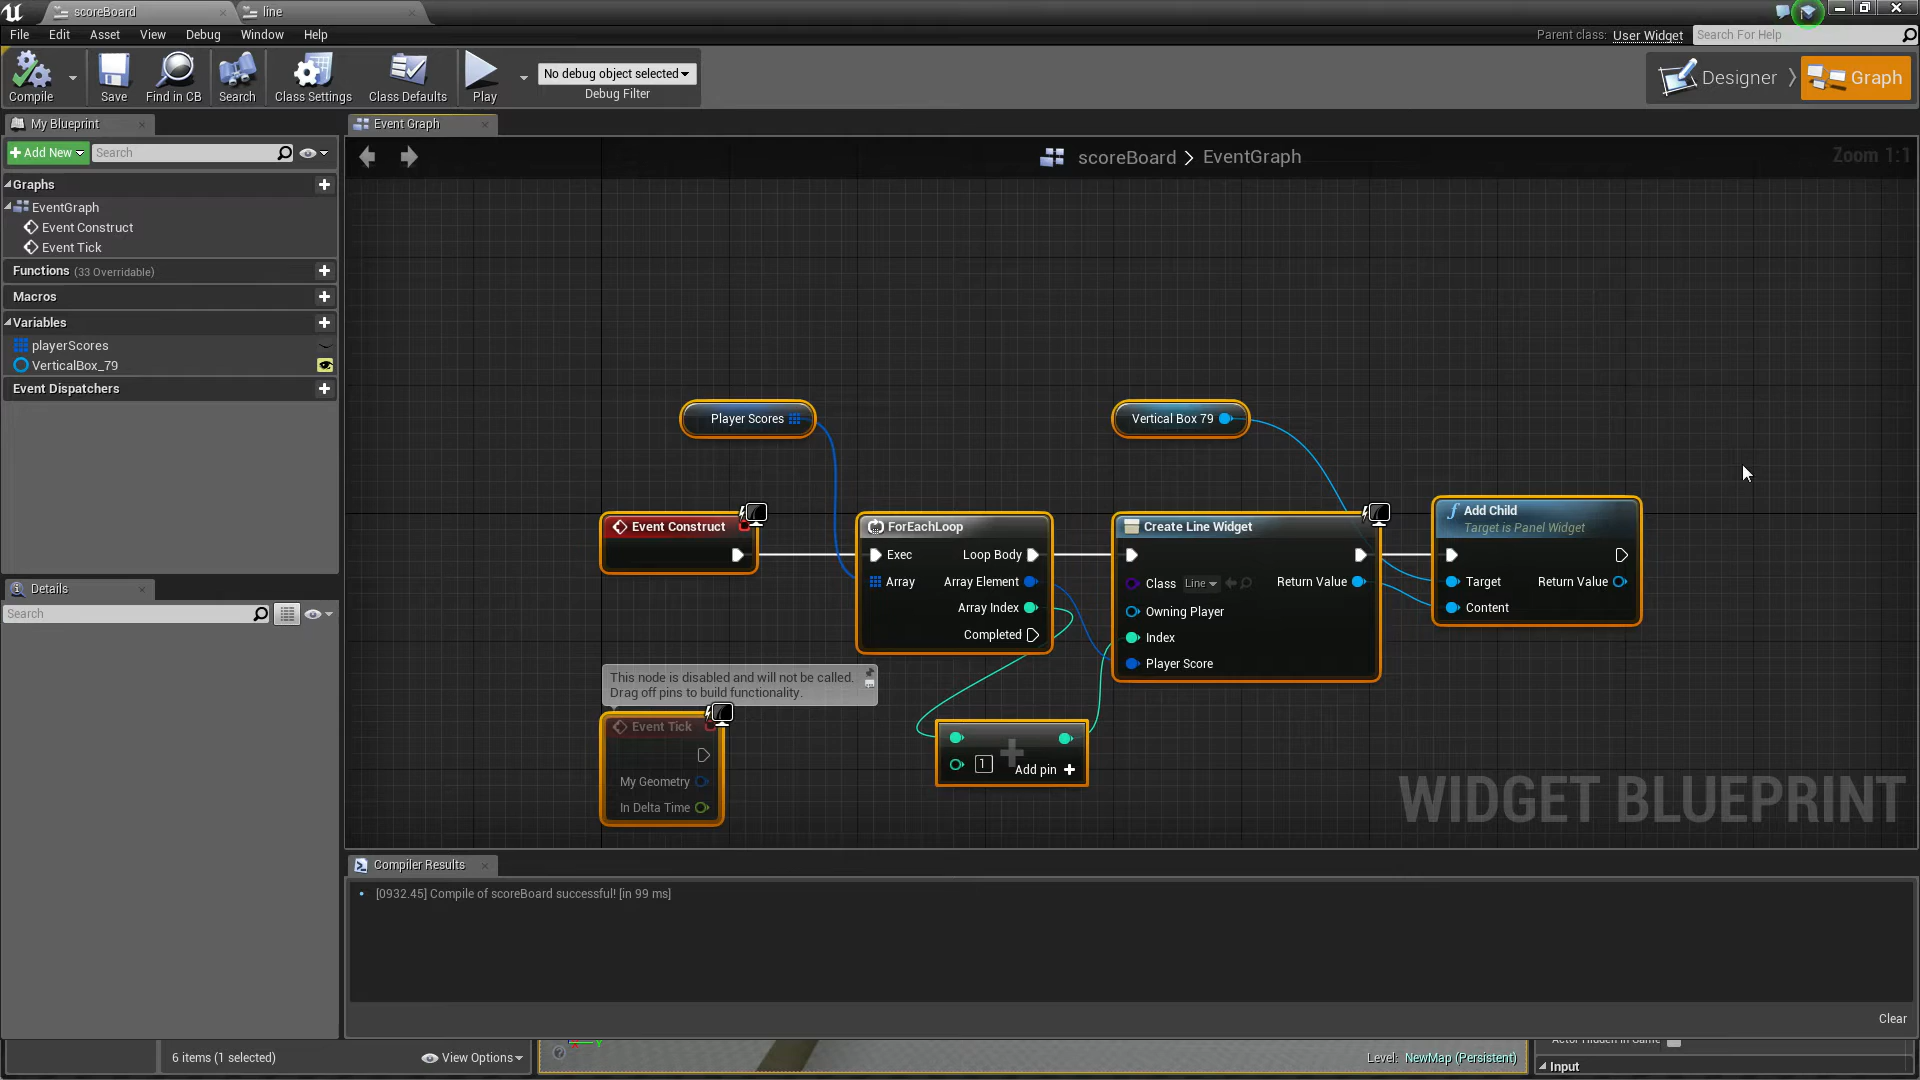 scoreBoard
line
File
Edit
Asset
View
Debug
Window
Help
Parent class:
User Widget
Search For Help
Compile
Save
Find in CB
Search
Class Settings
Class Defaults
Play
No debug object selected
Debug Filter
Designer
Graph
My Blueprint
Event Graph
Add New
Search
scoreBoard
EventGraph
Zoom 1:1
Graphs
EventGraph
Event Construct
Event Tick
Functions (33 Overridable)
Macros
Variables
playerScores
VerticalBox_79
Event Dispatchers
Player Scores
Vertical Box 79
Event Construct
ForEachLoop
Exec
Loop Body
Array
Array Element
Array Index
Completed
Create Line Widget
Class
Line
Return Value
Owning Player
Index
Player Score
Add Child
Target is Panel Widget
Target
Return Value
Content
Details
Search
This node is disabled and will not be called.
Drag off pins to build functionality.
Event Tick
My Geometry
In Delta Time
1
Add pin
WIDGET BLUEPRINT
Compiler Results
[0932.45] Compile of scoreBoard successful! [in 99 ms]
Clear
6 items (1 selected)
View Options
Y
Level: NewMap (Persistent)
Actor Hidden In Game
Input